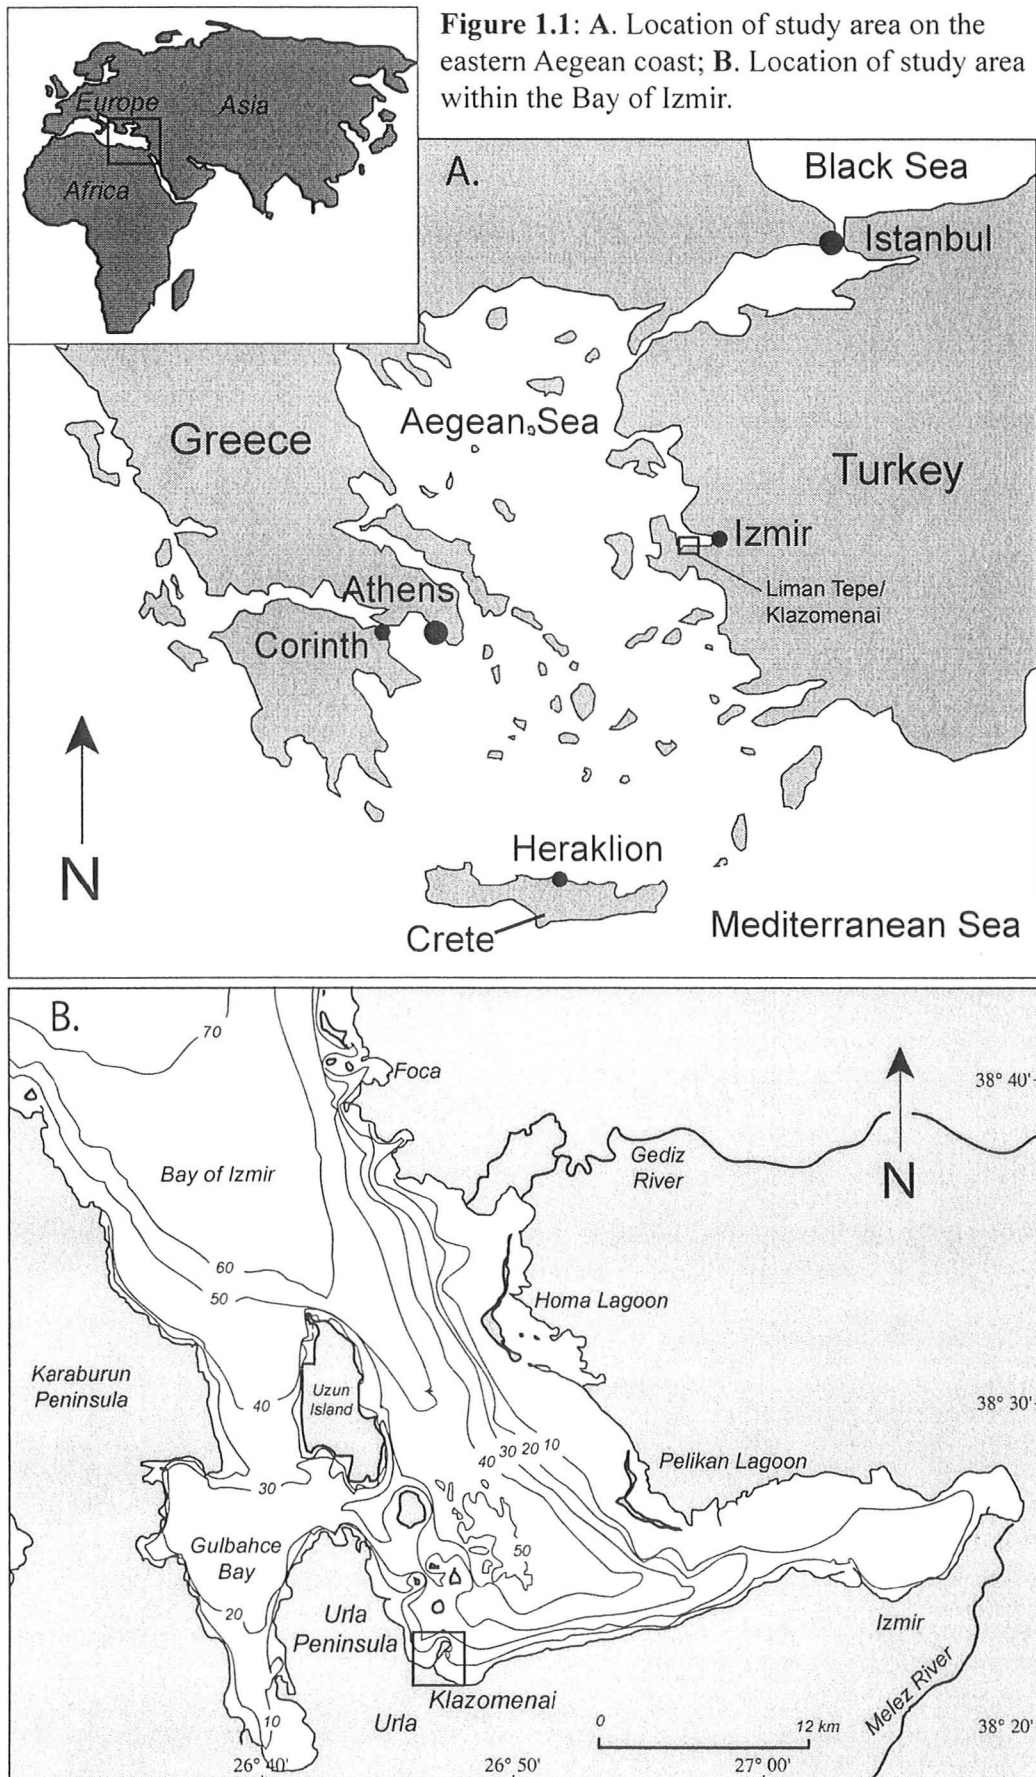 Figure 1.1: A. Location of study area on the
eastern Aegean coast; B. Location of study area
within the Bay of Izmir.
Europe
Asia
Africa
A.
Black Sea
Istanbul
Aegean Sea
Greece
Turkey
Izmir
Liman Tepe/
Klazomenai
Athens
Corinth
N
Heraklion
Crete
Mediterranean Sea
B.
70
Foca
38° 40'
Gediz
River
N
Bay of Izmir
60
50
Homa Lagoon
Karaburun
Peninsula
Uzun
Island
40
38° 30'
40 30 20 10
Pelikan Lagoon
30
Gulbahce
Bay
50
20
Urla
Peninsula
Izmir
Klazomenai
Melez River
Urla
10
0 12 km
38° 20'
26° 40' 26° 50' 27° 00'